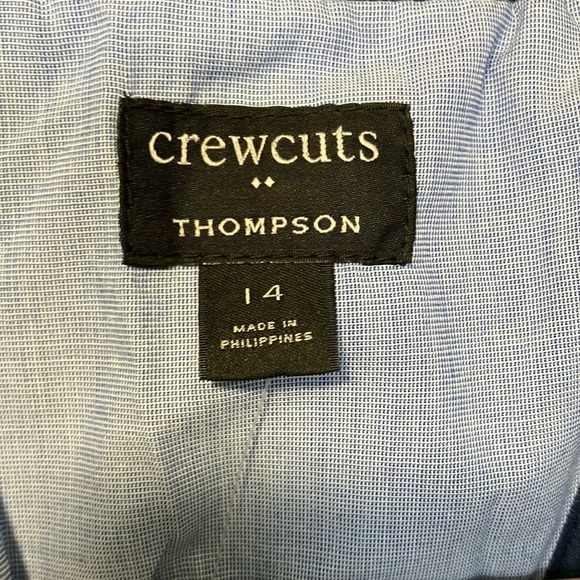 crewcuts
THOMPSON
14
MADE IN
PHILIPPINES